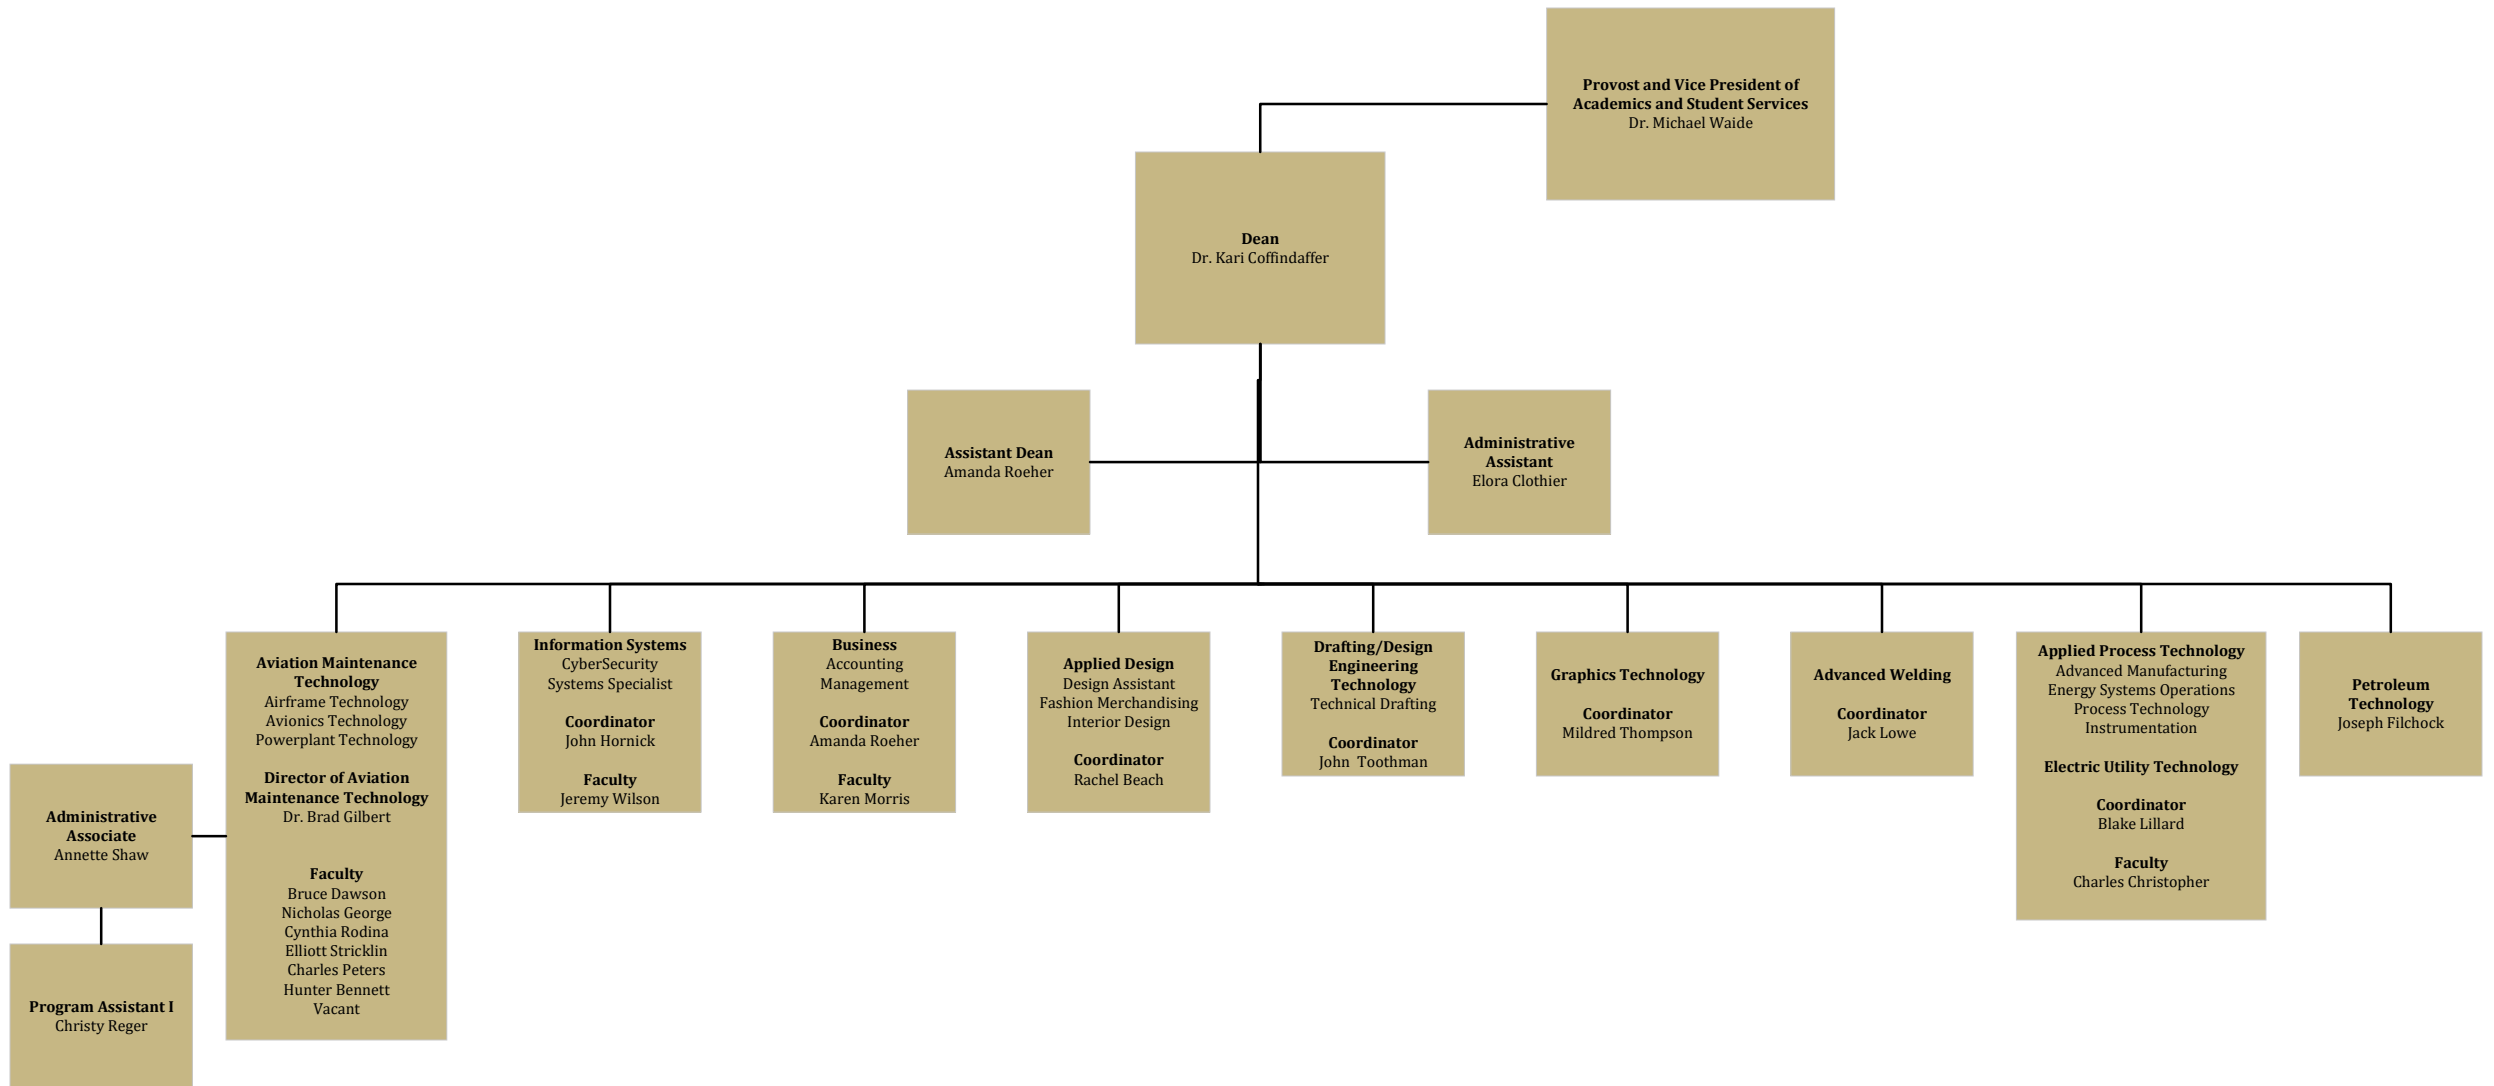 Provost and Vice President of
Academics and Student Services
Dr. Michael Waide
Dean
Dr. Kari Coffindaffer
Assistant Dean
Amanda Roeher
Administrative
Assistant
Elora Clothier
Aviation Maintenance
Technology
Airframe Technology
Avionics Technology
Powerplant Technology
Director of Aviation
Maintenance Technology
Dr. Brad Gilbert
Faculty
Bruce Dawson
Nicholas George
Cynthia Rodina
Elliott Stricklin
Charles Peters
Hunter Bennett
Vacant
Administrative
Associate
Annette Shaw
Program Assistant I
Christy Reger
Information Systems
CyberSecurity
Systems Specialist
Coordinator
John Hornick
Faculty
Jeremy Wilson
Business
Accounting
Management
Coordinator
Amanda Roeher
Faculty
Karen Morris
Applied Design
Design Assistant
Fashion Merchandising
Interior Design
Coordinator
Rachel Beach
Drafting/Design
Engineering
Technology
Technical Drafting
Coordinator
John  Toothman
Graphics Technology
Coordinator
Mildred Thompson
Advanced Welding
Coordinator
Jack Lowe
Applied Process Technology
Advanced Manufacturing
Energy Systems Operations
Process Technology
Instrumentation
Electric Utility Technology
Coordinator
Blake Lillard
Faculty
Charles Christopher
Petroleum
Technology
Joseph Filchock